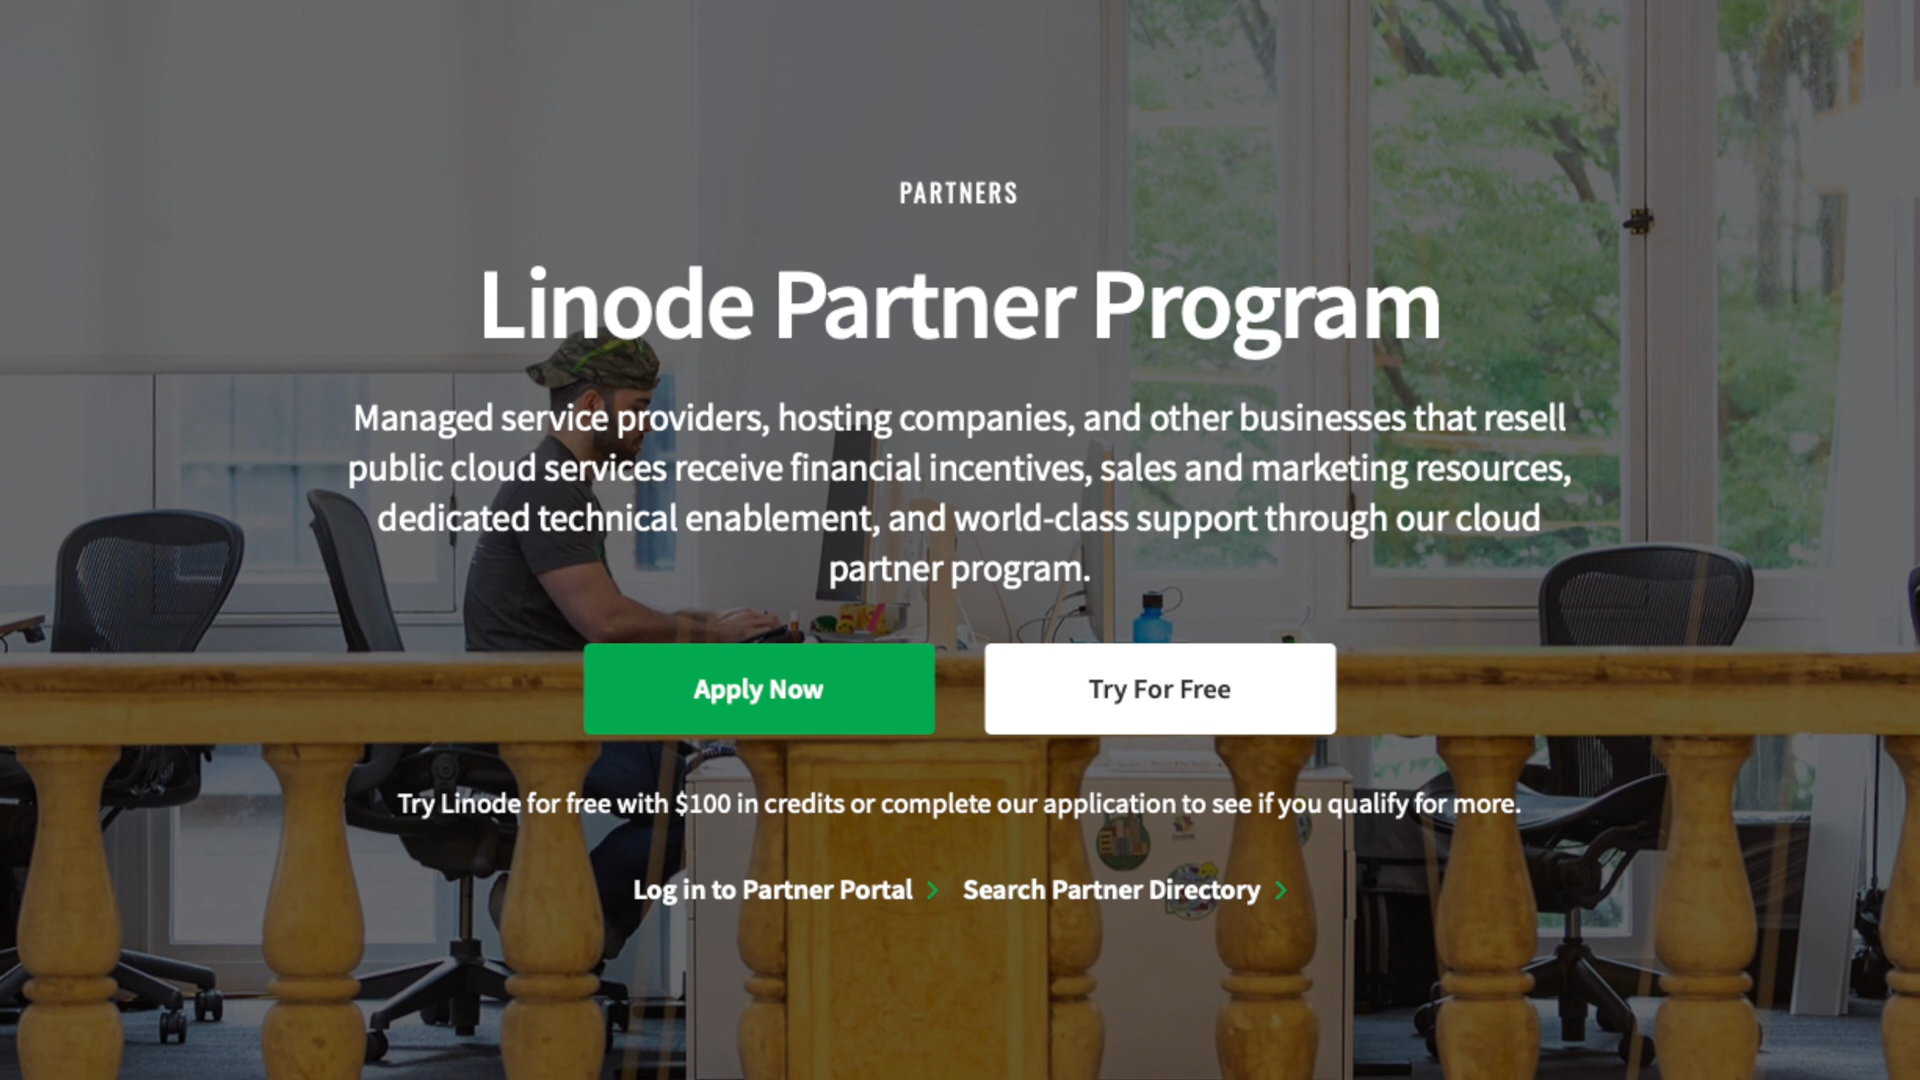 PARTNERS
Linode Partner Program
Managed service providers, hosting companies, and other businesses that resell
public cloud services receive financial incentives, sales and marketing resources,
dedicated technical enablement, and world-class support through our cloud
partner program.
Apply Now
Try For Free
Try Linode for free with $100 in credits or complete our application to see if you qualify for more.
Log in to Partner Portal
Search Partner Directory